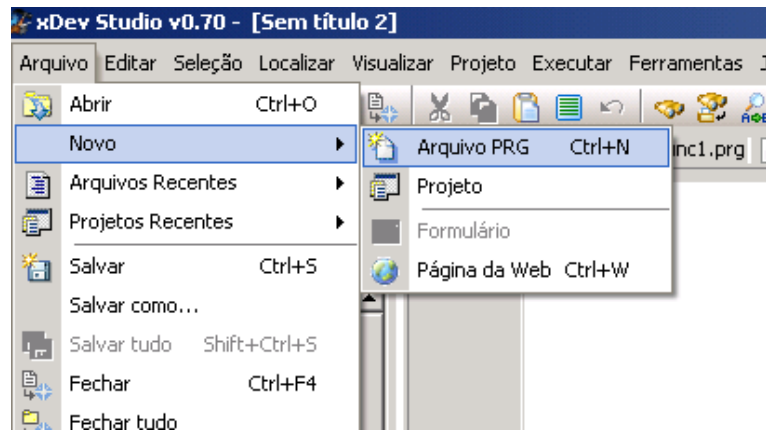 xDev Studio v0.70 - [Sem título 2]
Arquivo Editar Seleção Localizar Visualizar Projeto Executar Ferramentas
Abrir Ctrl+O
Novo
Arquivo PRG Ctrl+N
nc1.prg
Arquivos Recentes
Projeto
Projetos Recentes
Formulário
Salvar Ctrl+S
Página da Web Ctrl+W
Salvar como...
Salvar tudo Shift+Ctrl+S
Fechar Ctrl+F4
Fechar tudo